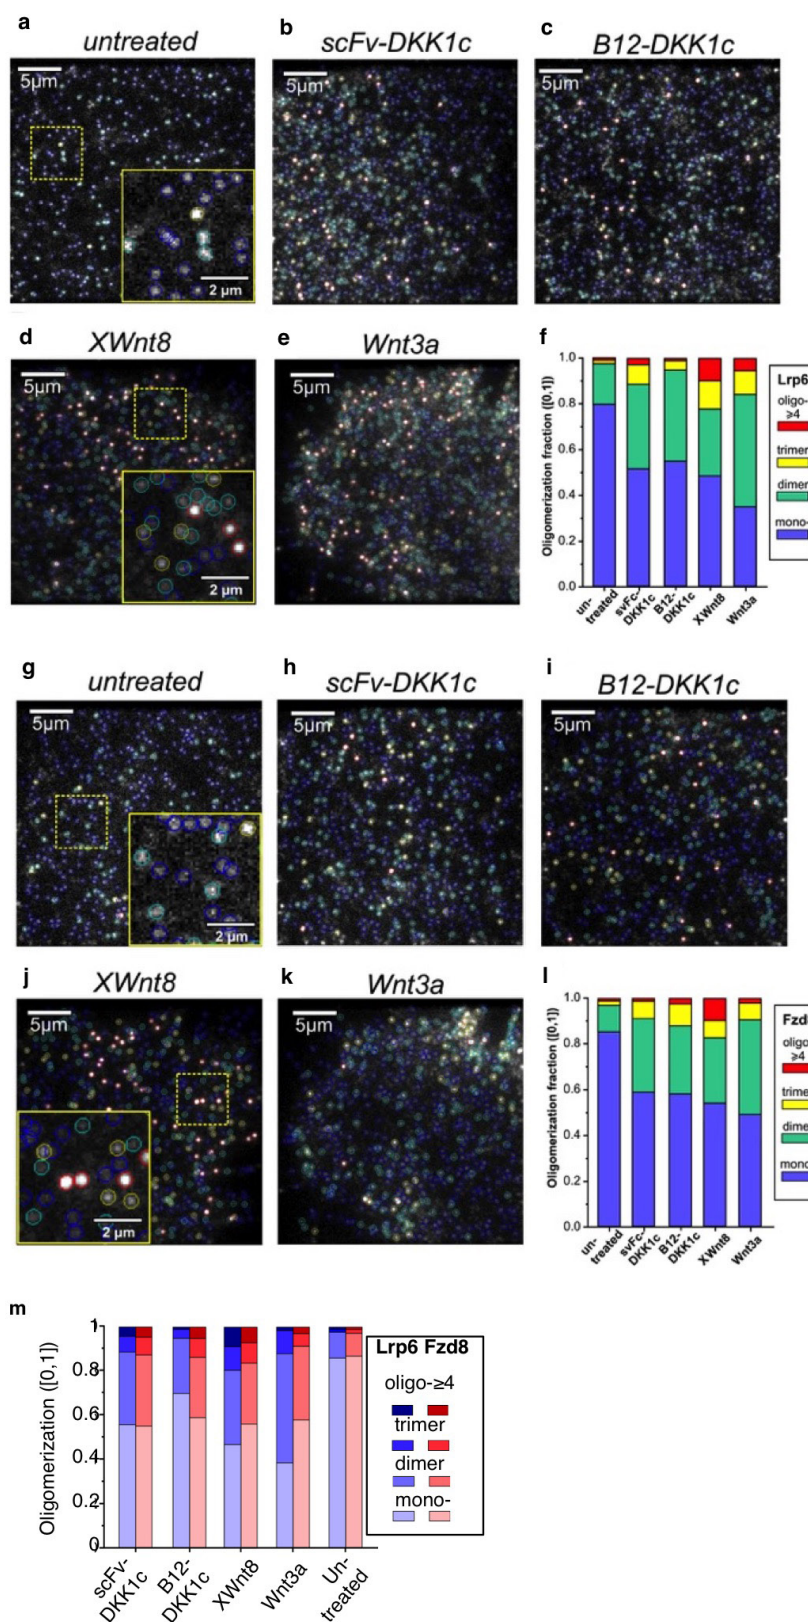 a
untreated
5µm
2 µm
b
scFv-DKK1c
5µm
c
B12-DKK1c
5µm
d
XWnt8
5µm
2 µm
e
Wnt3a
5µm
f
Oligomerization fraction ([0,1])
1.0
0.8
0.6
0.4
0.2
0.0
un-
treated
svFc-
DKK1c
B12-
DKK1c
XWnt8
Wnt3a
Lrp6
oligo-
≥4
trimer
dimer
mono-
g
untreated
5µm
2 µm
h
scFv-DKK1c
5µm
i
B12-DKK1c
5µm
j
XWnt8
5µm
2 µm
k
Wnt3a
5µm
l
Oligomerization fraction ([0,1])
1.0
0.8
0.6
0.4
0.2
0.0
un-
treated
svFc-
DKK1c
B12-
DKK1c
XWnt8
Wnt3a
Fzd8
oligo
≥4
trime
dime
mono
m
Oligomerization ([0,1])
1
0.8
0.6
0.4
0.2
0
scFv-
DKK1c
B12-
DKK1c
XWnt8
Wnt3a
Un-
treated
Lrp6 Fzd8
oligo-≥4
trimer
dimer
mono-